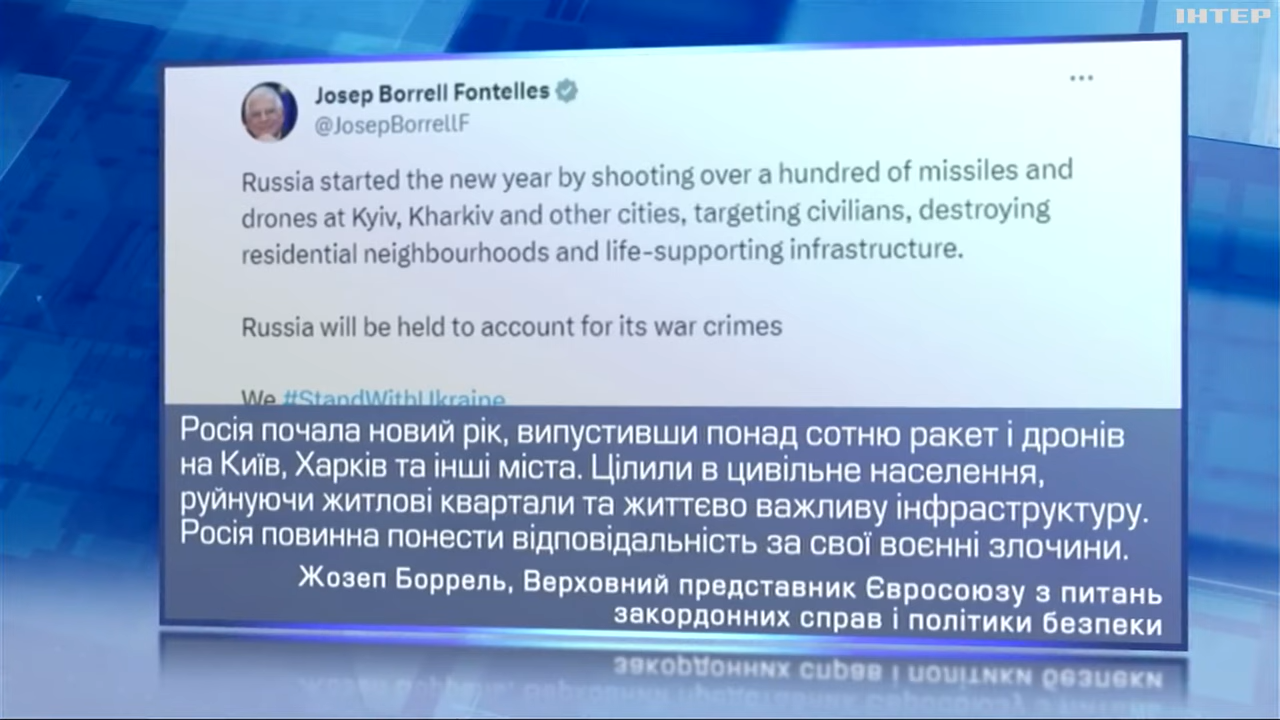 ІНТЕР
Josep Borrell Fontelles
@JosepBorrellF
Russia started the new year by shooting over a hundred of missiles and
drones at Kyiv, Kharkiv and other cities, targeting civilians, destroying
residential neighbourhoods and life-supporting infrastructure.
Russia will be held to account for its war crimes
We #StandWithUkraine
Росія почала новий рік, випустивши понад сотню ракет і дронів
на Київ, Харків та інші міста. Цілили в цивільне населення,
руйнуючи житлові квартали та життєво важливу інфраструктуру.
Росія повинна понести відповідальність за свої воєнні злочини.
Жозеп Боррель, Верховний представник Євросоюзу з питань
закордонних справ і політики безпеки